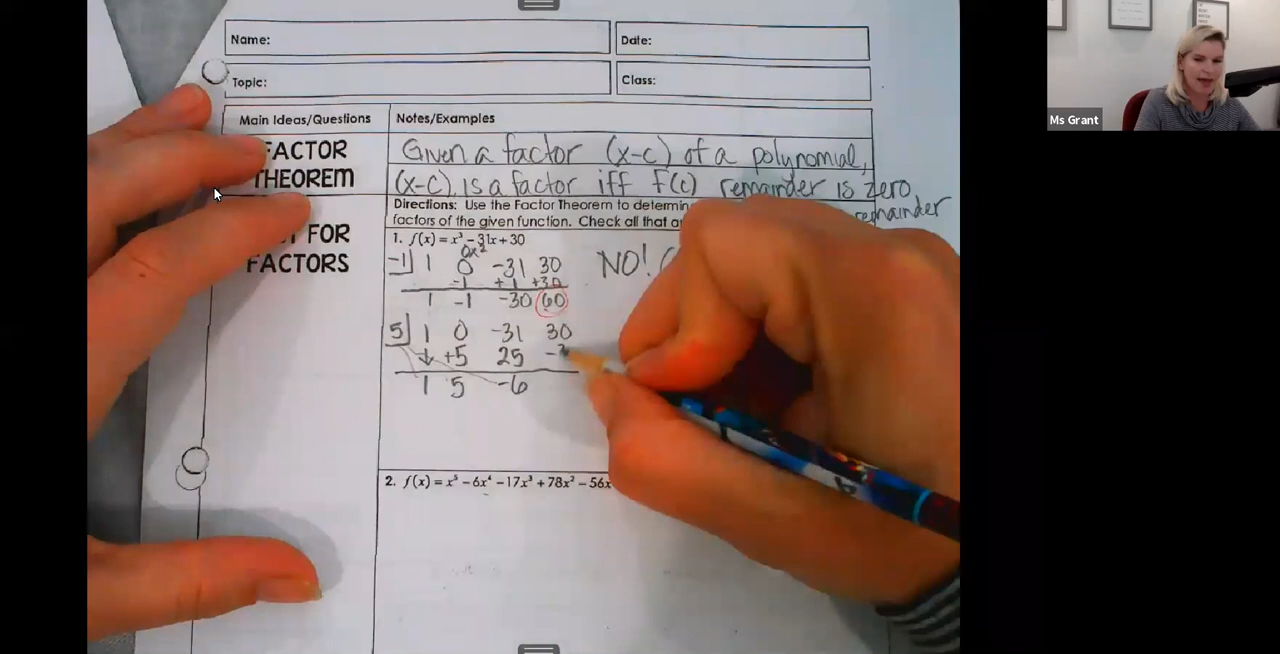 Name:
Date:
Topic:
Class:
Main Ideas/Questions
Notes/Examples
FACTOR
THEOREM
Given a factor (x-c) of a polynomial,
(x-c) is a factor iff f(c) remainder is zero
remainder
Directions: Use the Factor Theorem to
factors of the given function. Check all that
FOR
FACTORS
1. f(x) = x³ − 31x + 30
0x²
-1 1 0 -31 30
-1 +1 +30
1 -1 -30 60
NO!
5 1 0 -31 30
+5 25
1 5 -6
2. f(x) = x⁵ − 6x⁴ − 17x³ + 78x² − 56x
Ms Grant